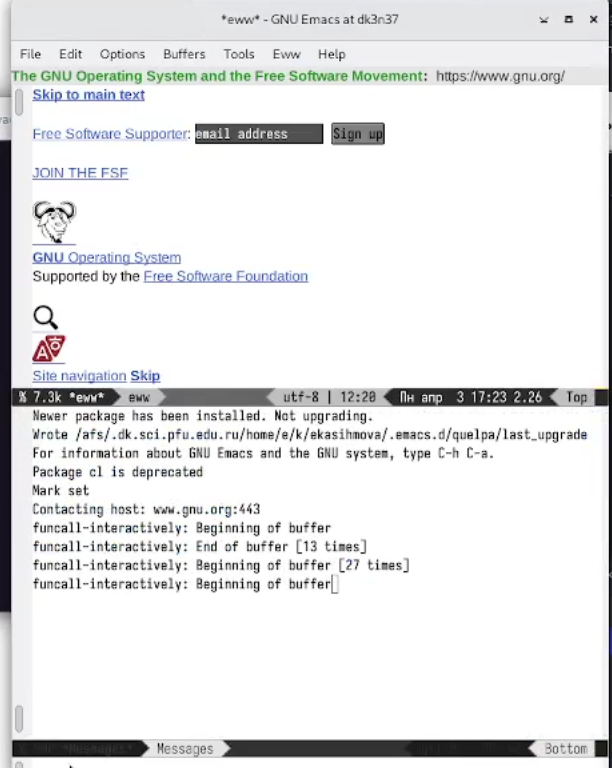 *eww* - GNU Emacs at dk3n37
File Edit Options Buffers Tools Eww Help
The GNU Operating System and the Free Software Movement: https://www.gnu.org/
Skip to main text
Free Software Supporter: email address Sign up
JOIN THE FSF
GNU Operating System
Supported by the Free Software Foundation
Site navigation Skip
% 7.3k *eww* eww utf-8 | 12:20 Пн апр 3 17:23 2.26 Top
Newer package has been installed. Not upgrading.
Wrote /afs/.dk.sci.pfu.edu.ru/home/e/k/ekasihmova/.emacs.d/quelpa/last_upgrade
For information about GNU Emacs and the GNU system, type C-h C-a.
Package cl is deprecated
Mark set
Contacting host: www.gnu.org:443
funcall-interactively: Beginning of buffer
funcall-interactively: End of buffer [13 times]
funcall-interactively: Beginning of buffer [27 times]
funcall-interactively: Beginning of buffer
*Messages* Messages Bottom